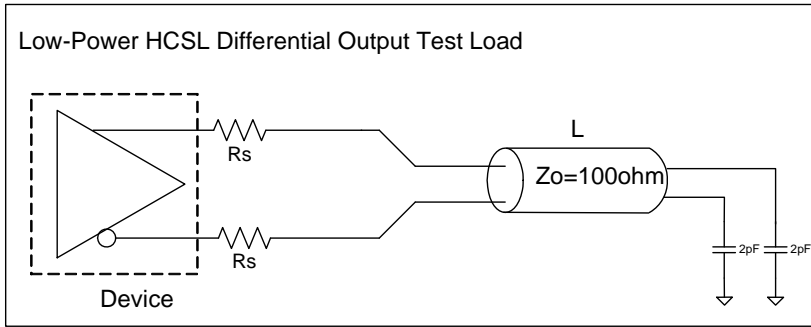 Low-Power HCSL Differential Output Test Load
L
Rs
Zo=100ohm
Rs
2pF
2pF
Device